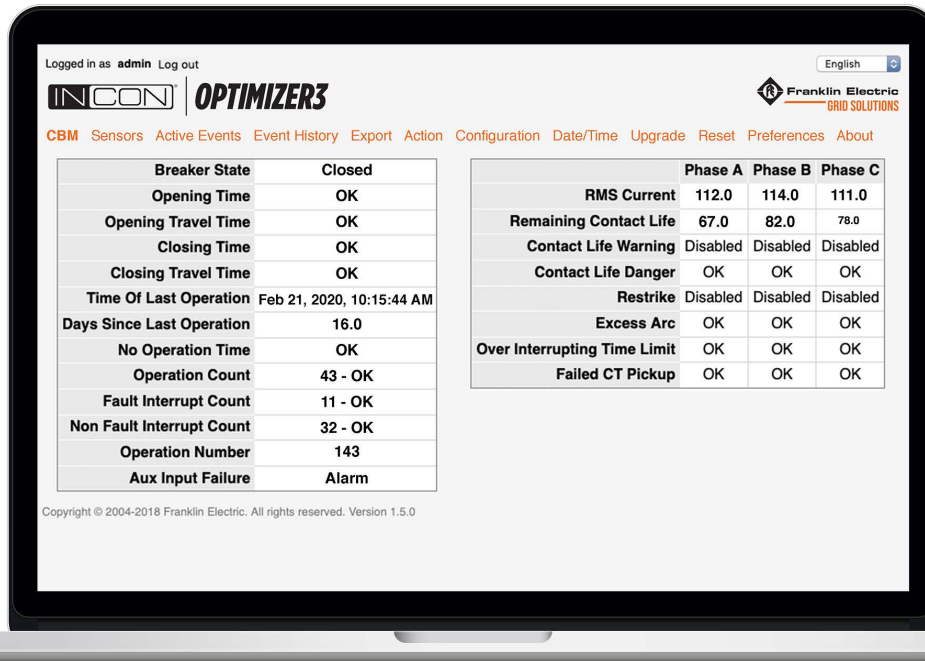 Logged in as admin Log out
English
INCON OPTIMIZER3
Franklin Electric
GRID SOLUTIONS
CBM Sensors Active Events Event History Export Action Configuration Date/Time Upgrade Reset Preferences About
Breaker State Closed
Opening Time OK
Opening Travel Time OK
Closing Time OK
Closing Travel Time OK
Time Of Last Operation Feb 21, 2020, 10:15:44 AM
Days Since Last Operation 16.0
No Operation Time OK
Operation Count 43 - OK
Fault Interrupt Count 11 - OK
Non Fault Interrupt Count 32 - OK
Operation Number 143
Aux Input Failure Alarm
Phase A Phase B Phase C
RMS Current 112.0 114.0 111.0
Remaining Contact Life 67.0 82.0 78.0
Contact Life Warning Disabled Disabled Disabled
Contact Life Danger OK OK OK
Restrike Disabled Disabled Disabled
Excess Arc OK OK OK
Over Interrupting Time Limit OK OK OK
Failed CT Pickup OK OK OK
Copyright © 2004-2018 Franklin Electric. All rights reserved. Version 1.5.0